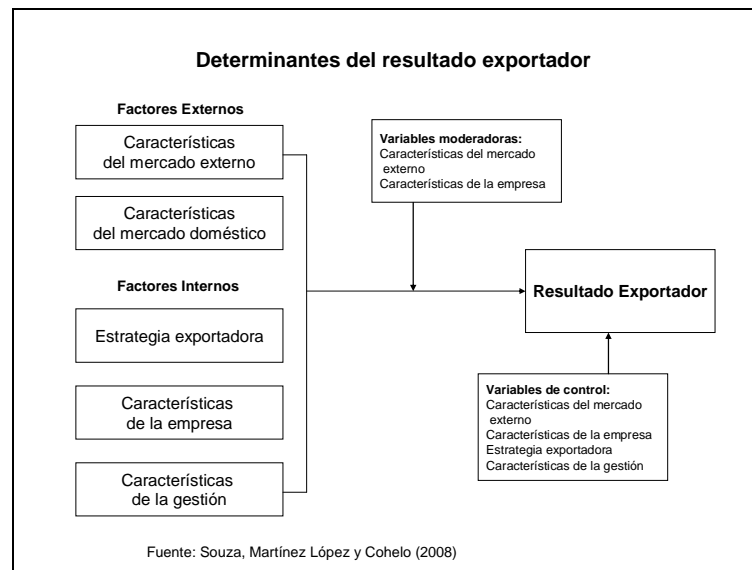 Determinantes del resultado exportador
Factores Externos
Características
del mercado externo
Características
del mercado doméstico
Factores Internos
Estrategia exportadora
Características
de la empresa
Características
de la gestión
Variables moderadoras:
Características del mercado
externo
Características de la empresa
Resultado Exportador
Variables de control:
Características del mercado
externo
Características de la empresa
Estrategia exportadora
Características de la gestión
Fuente: Souza, Martínez López y Cohelo (2008)